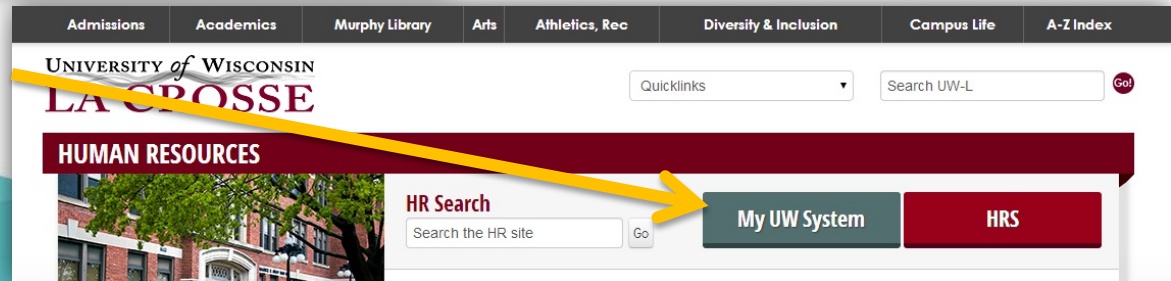 Admissions Academics Murphy Library Arts Athletics, Rec Diversity & Inclusion Campus Life A-Z Index
UNIVERSITY of WISCONSIN
LA CROSSE
Quicklinks
Search UW-L
Go!
HUMAN RESOURCES
HR Search
Search the HR site
Go
My UW System
HRS